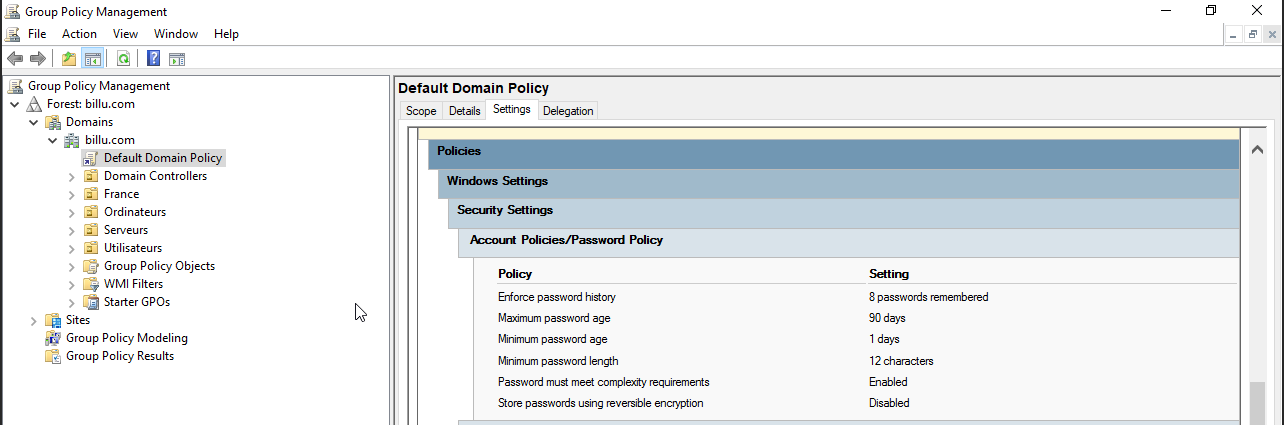 Group Policy Management
File Action View Window Help
Group Policy Management
Forest: billu.com
Domains
billu.com
Default Domain Policy
Domain Controllers
France
Ordinateurs
Serveurs
Utilisateurs
Group Policy Objects
WMI Filters
Starter GPOs
Sites
Group Policy Modeling
Group Policy Results
Default Domain Policy
Scope Details Settings Delegation
Policies
Windows Settings
Security Settings
Account Policies/Password Policy
Policy Setting
Enforce password history 8 passwords remembered
Maximum password age 90 days
Minimum password age 1 days
Minimum password length 12 characters
Password must meet complexity requirements Enabled
Store passwords using reversible encryption Disabled